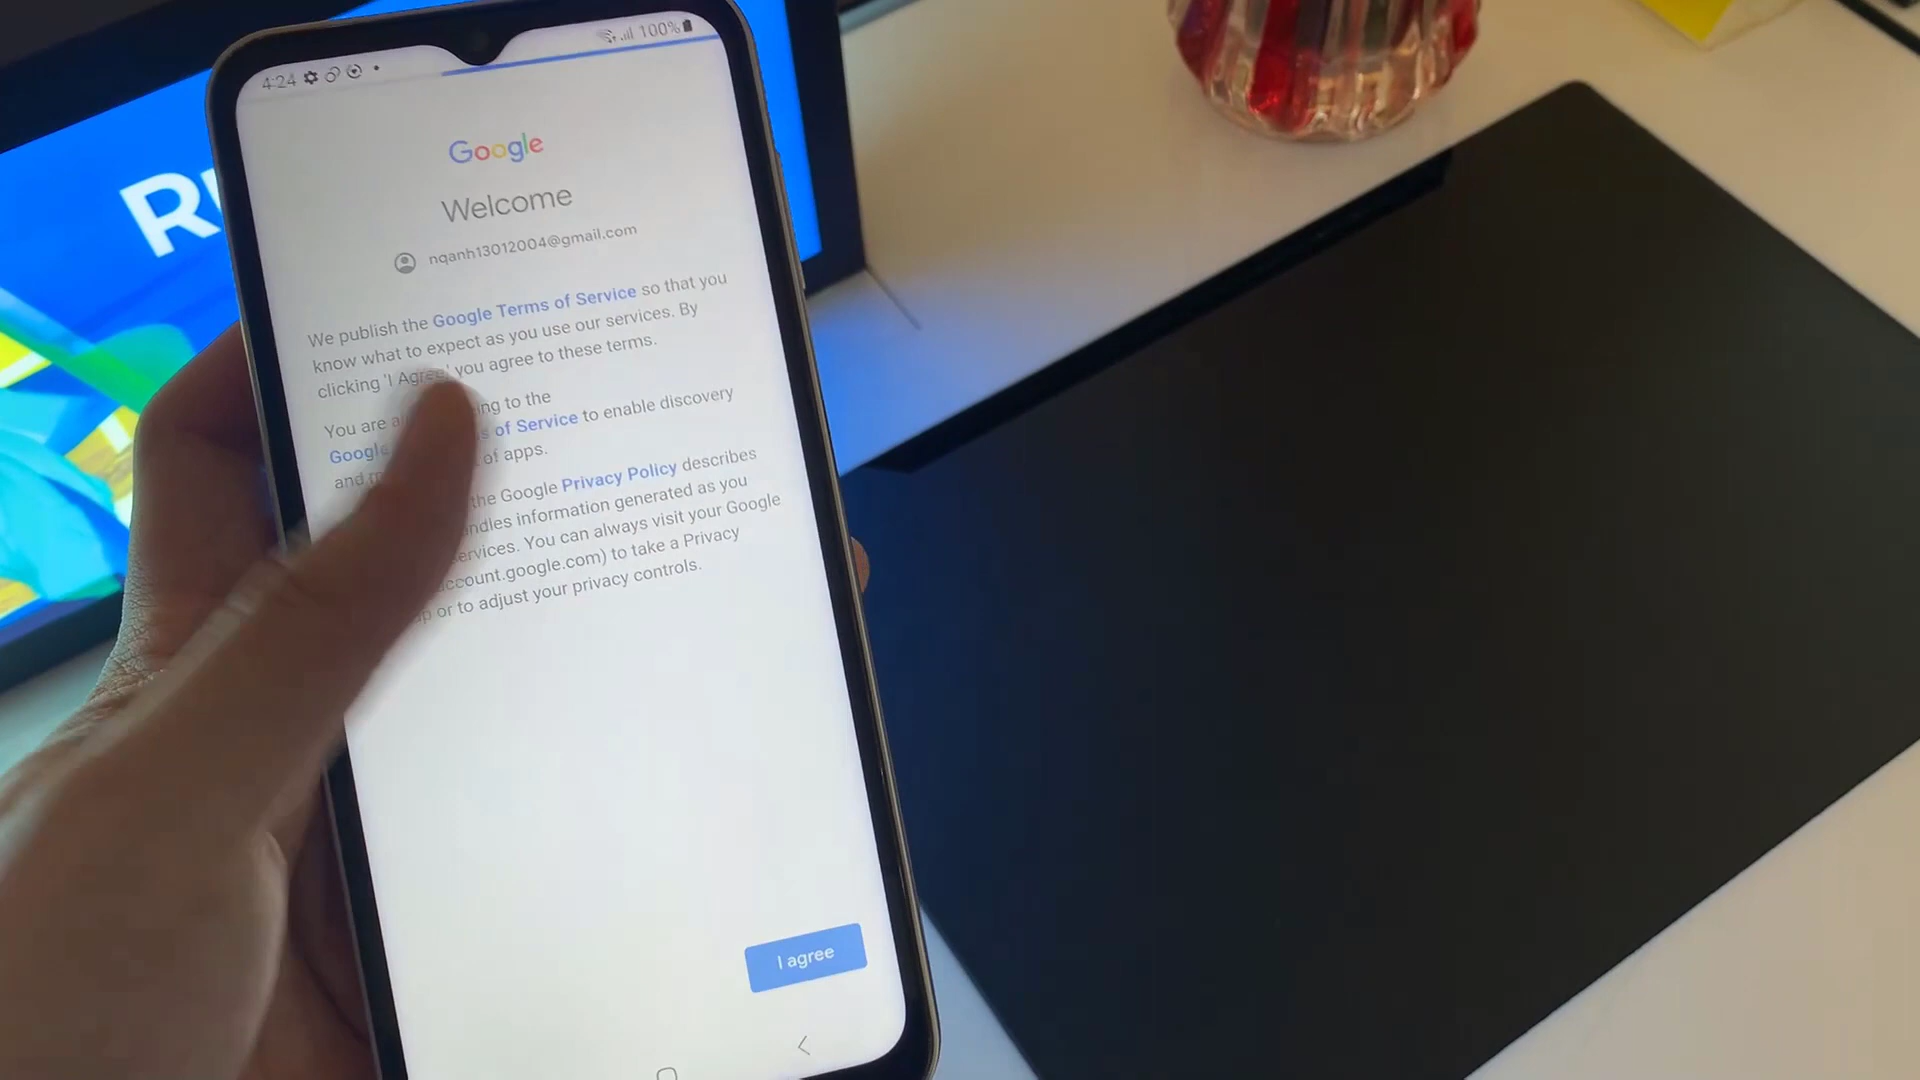 4:24
100%
Google
Welcome
nqanh13012004@gmail.com
We publish the Google Terms of Service so that you
know what to expect as you use our services. By
clicking 'I Agree' you agree to these terms.
You are ing to the
Google s of Service to enable discovery
and of apps.
the Google Privacy Policy describes
ndles information generated as you
ervices. You can always visit your Google
ccount.google.com) to take a Privacy
up or to adjust your privacy controls.
I agree